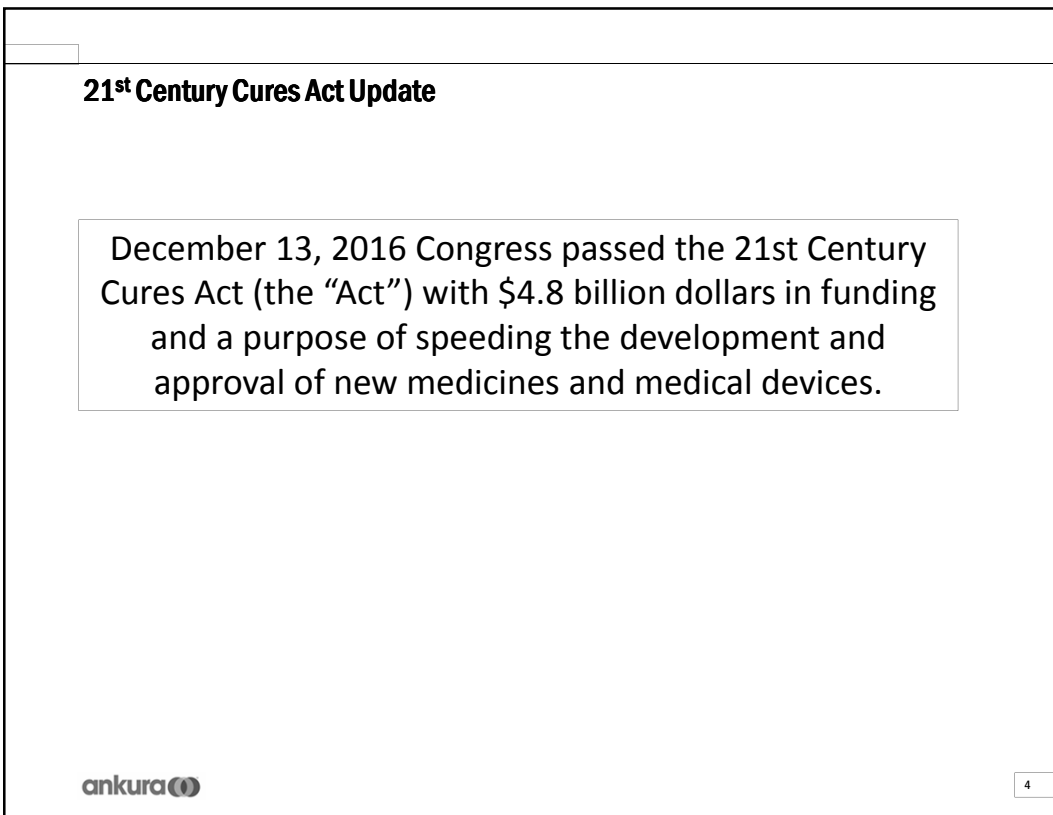 21st Century Cures Act Update
December 13, 2016 Congress passed the 21st Century
Cures Act (the “Act”) with $4.8 billion dollars in funding
and a purpose of speeding the development and
approval of new medicines and medical devices.
ankura
4